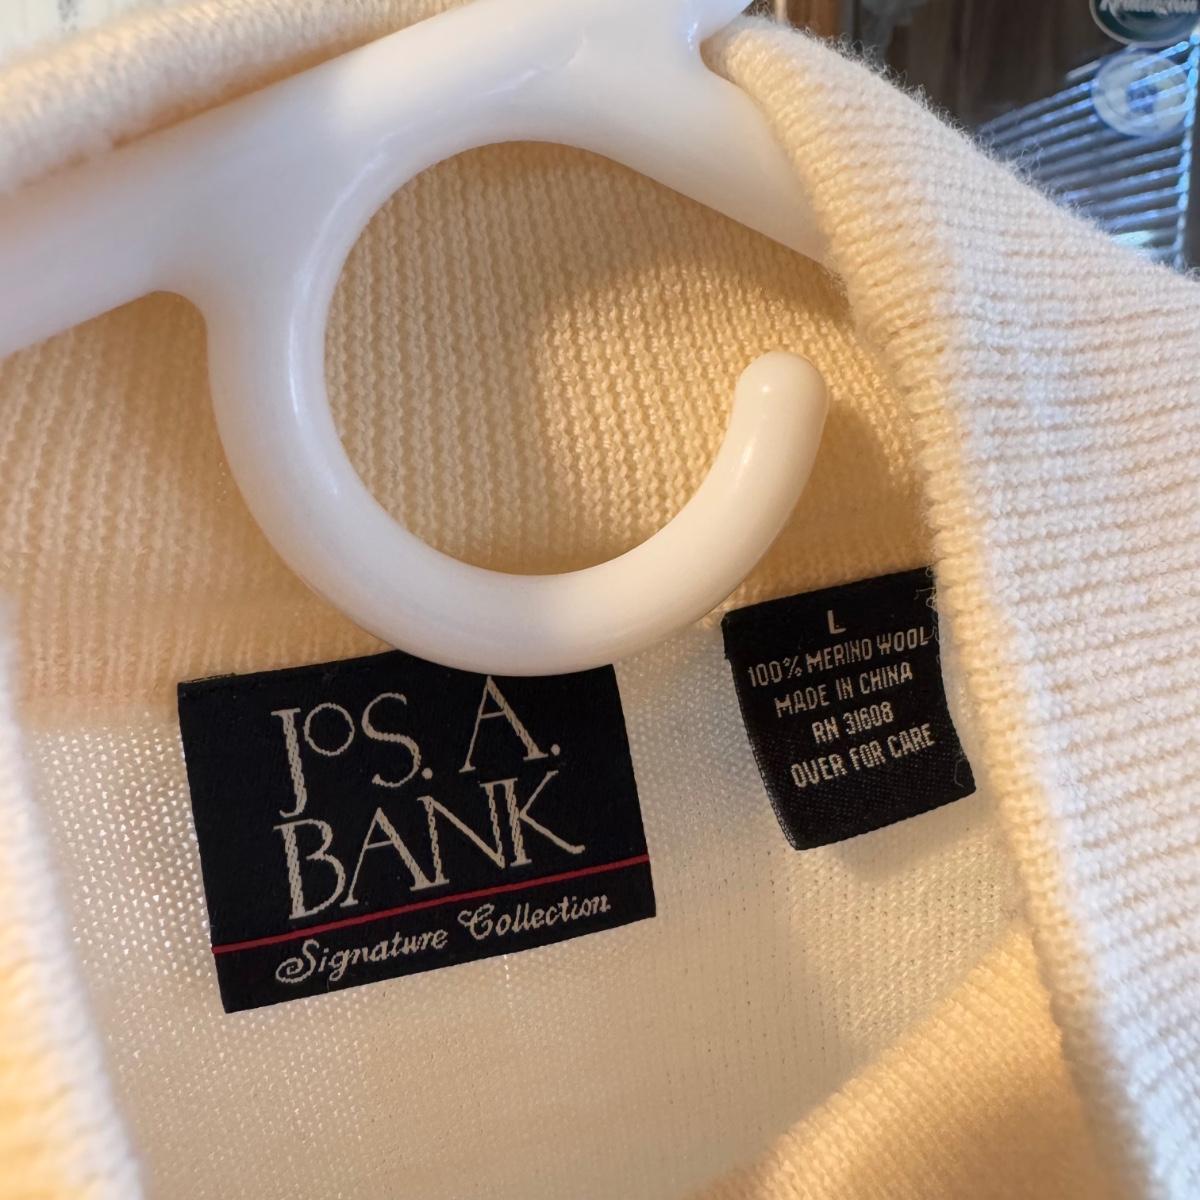 JOS. A.
BANK
Signature Collection
L
100% MERINO WOOL
MADE IN CHINA
RN 31608
OVER FOR CARE